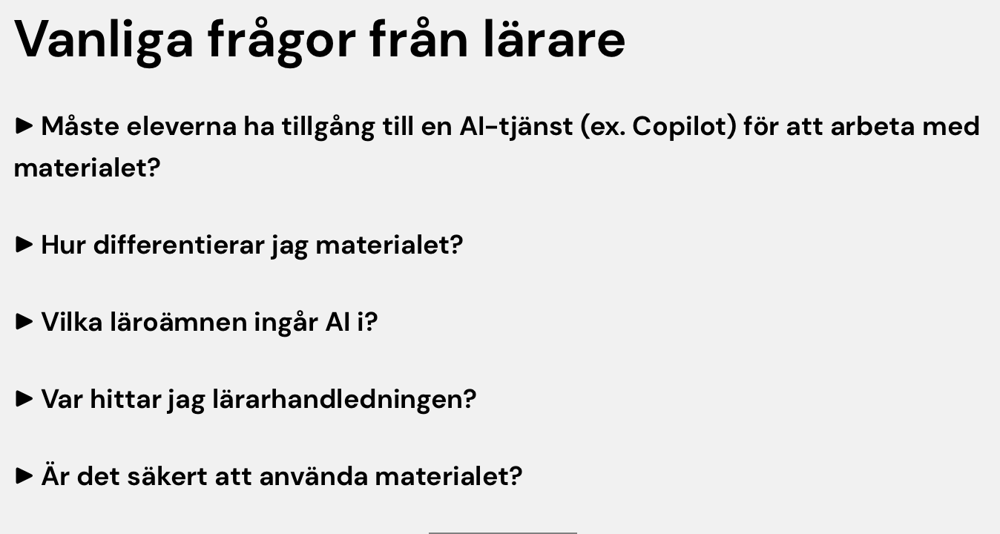 Vanliga frågor från lärare
▶ Måste eleverna ha tillgång till en AI-tjänst (ex. Copilot) för att arbeta med
materialet?
▶ Hur differentierar jag materialet?
▶ Vilka läroämnen ingår AI i?
▶ Var hittar jag lärarhandledningen?
▶ Är det säkert att använda materialet?